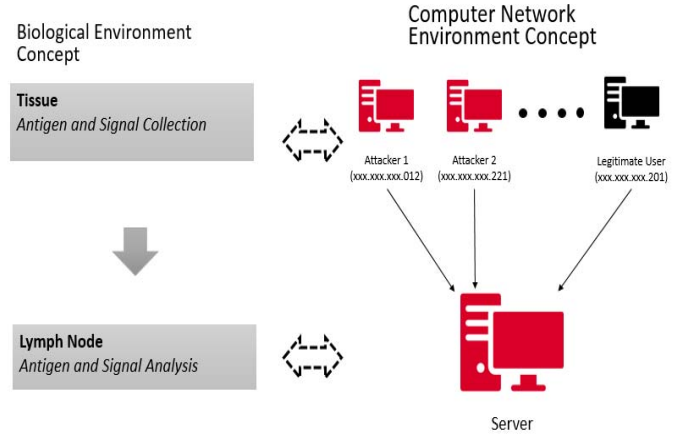 Biological Environment
Concept
Computer Network
Environment Concept
Tissue
Antigen and Signal Collection
Attacker 1
(xxx.xxx.xxx.012)
Attacker 2
(xxx.xxx.xxx.221)
Legitimate User
(xxx.xxx.xxx.201)
Lymph Node
Antigen and Signal Analysis
Server